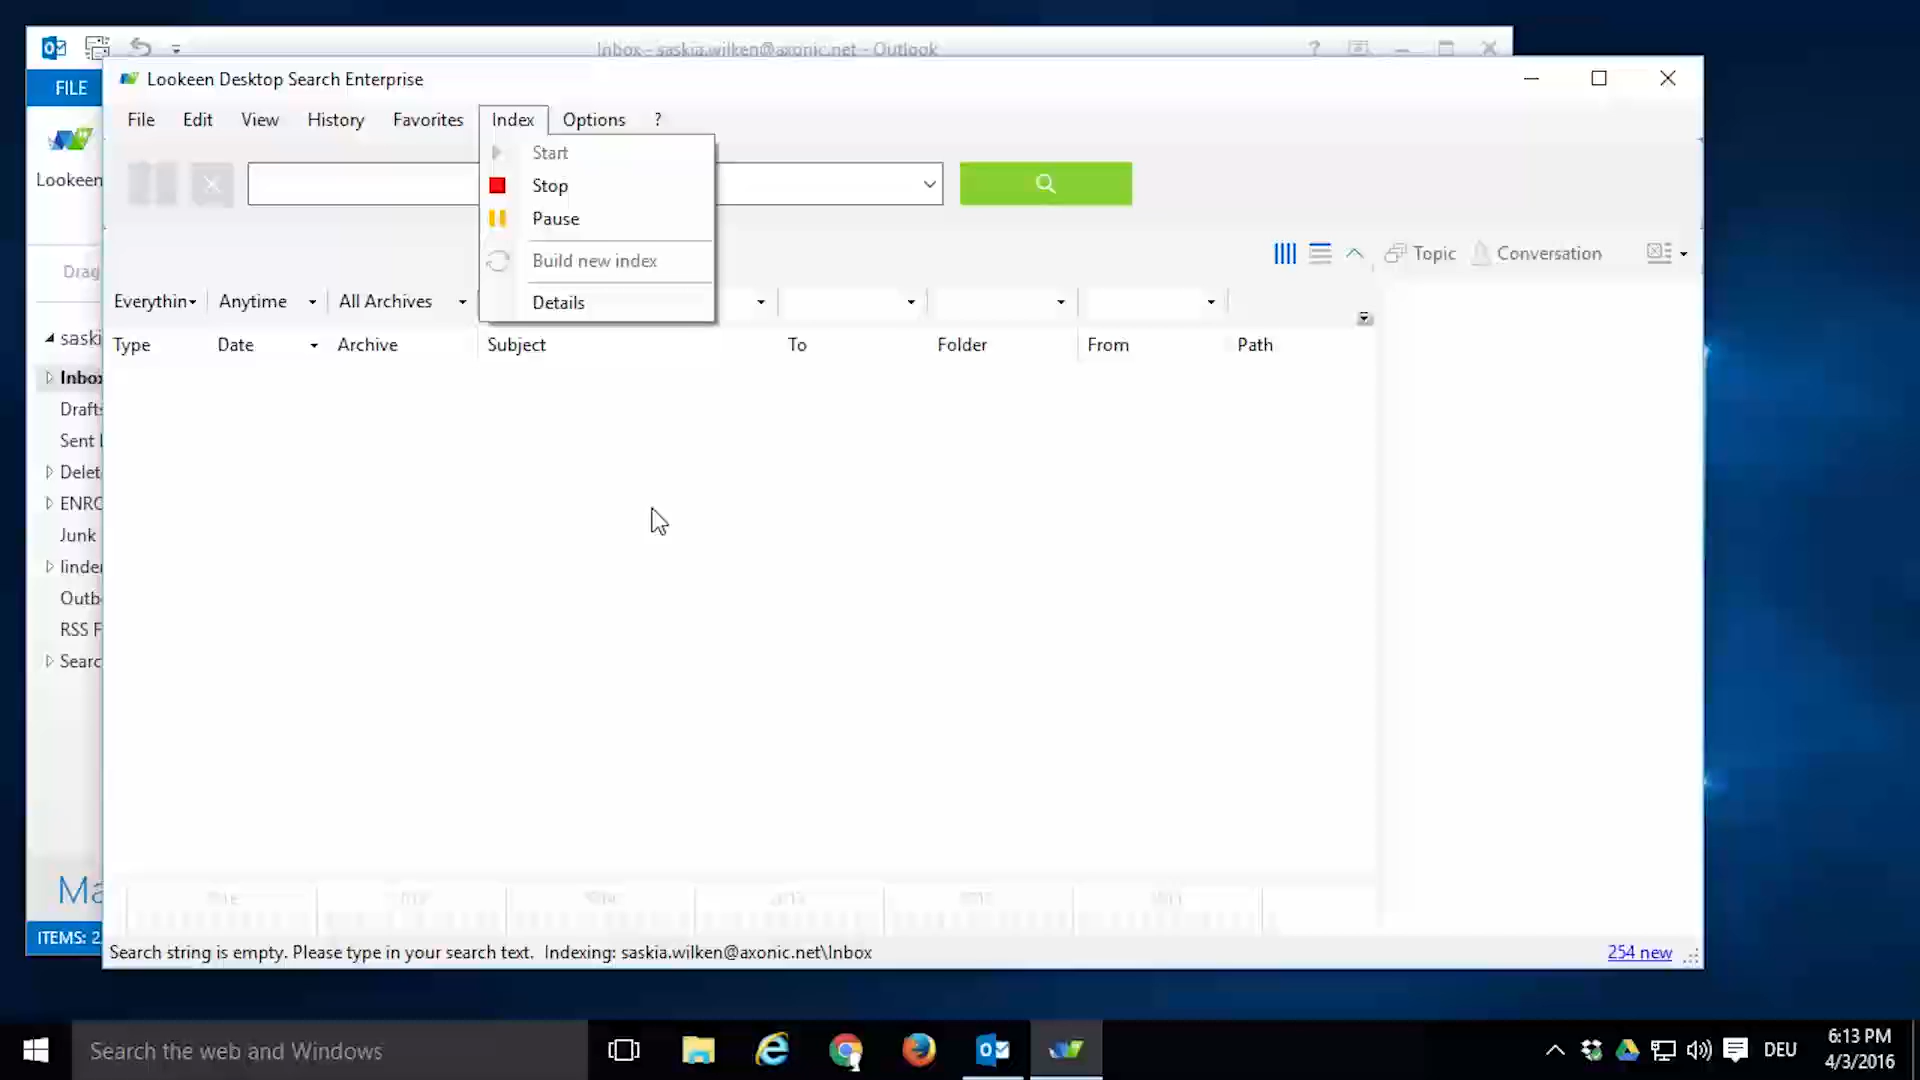 Inbox - saskia.wilken@axonic.net - Outlook
?
FILE
Lookeen Desktop Search Enterprise
File Edit View History Favorites Index Options ?
Lookeen
Start
Stop
Pause
Build new index
Details
Topic Conversation
Drag
Everythin Anytime All Archives
Type Date Archive Subject To Folder From Path
saski
Inbox
Drafts
Sent I
Delet
ENRO
Junk
linder
Outb
RSS F
Searc
Ma
ITEMS: 2
Search string is empty. Please type in your search text. Indexing: saskia.wilken@axonic.net\Inbox
254 new
Search the web and Windows
DEU
6:13 PM
4/3/2016